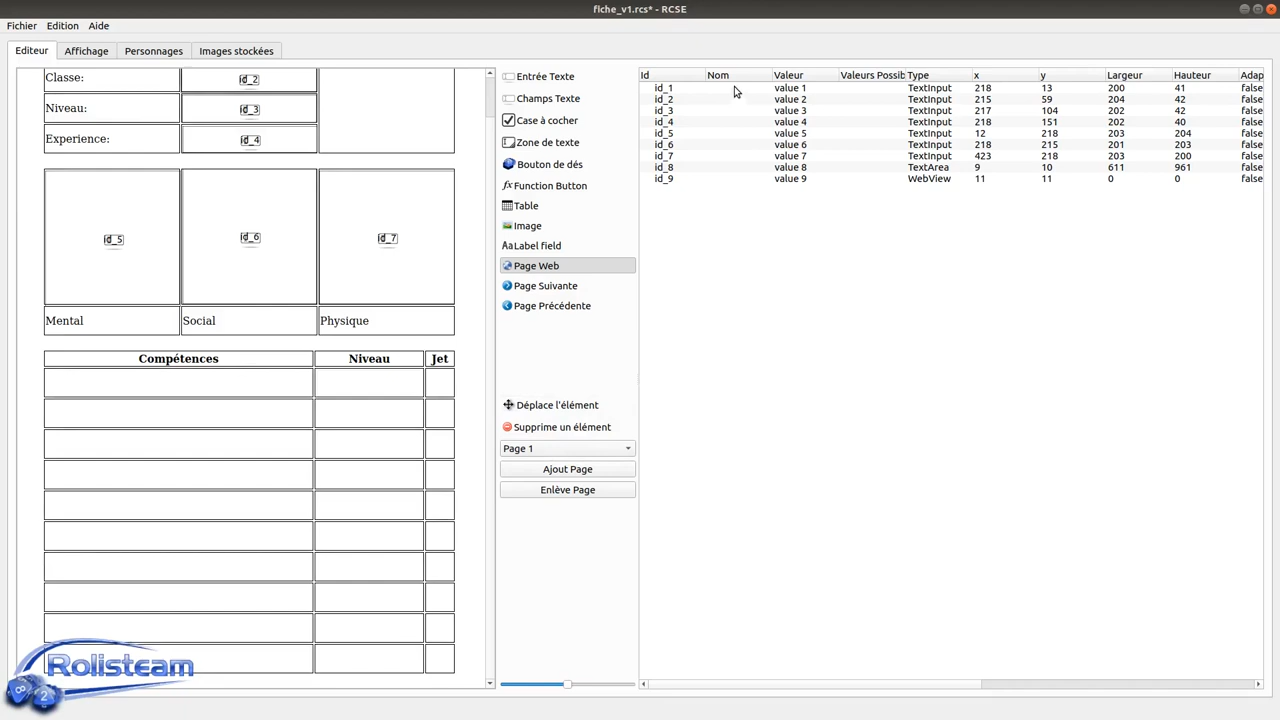 fiche_v1.rcs* - RCSE
Fichier Edition Aide
Editeur Affichage Personnages Images stockées
Classe: id_2
Niveau: id_3
Experience: id_4
id_5 id_6 id_7
Mental Social Physique
Compétences Niveau Jet
Rolisteam
8 2
Entrée Texte
Champs Texte
Case à cocher
Zone de texte
Bouton de dés
fx Function Button
Table
Image
Aa Label field
Page Web
Page Suivante
Page Précédente
Déplace l'élément
Supprime un élément
Page 1
Ajout Page
Enlève Page
Id Nom Valeur Valeurs Possib Type x y Largeur Hauteur Adap
id_1 value 1 TextInput 218 13 200 41 false
id_2 value 2 TextInput 215 59 204 42 false
id_3 value 3 TextInput 217 104 202 42 false
id_4 value 4 TextInput 218 151 202 40 false
id_5 value 5 TextInput 12 218 203 204 false
id_6 value 6 TextInput 218 215 201 203 false
id_7 value 7 TextInput 423 218 203 200 false
id_8 value 8 TextArea 9 10 611 961 false
id_9 value 9 WebView 11 11 0 0 false